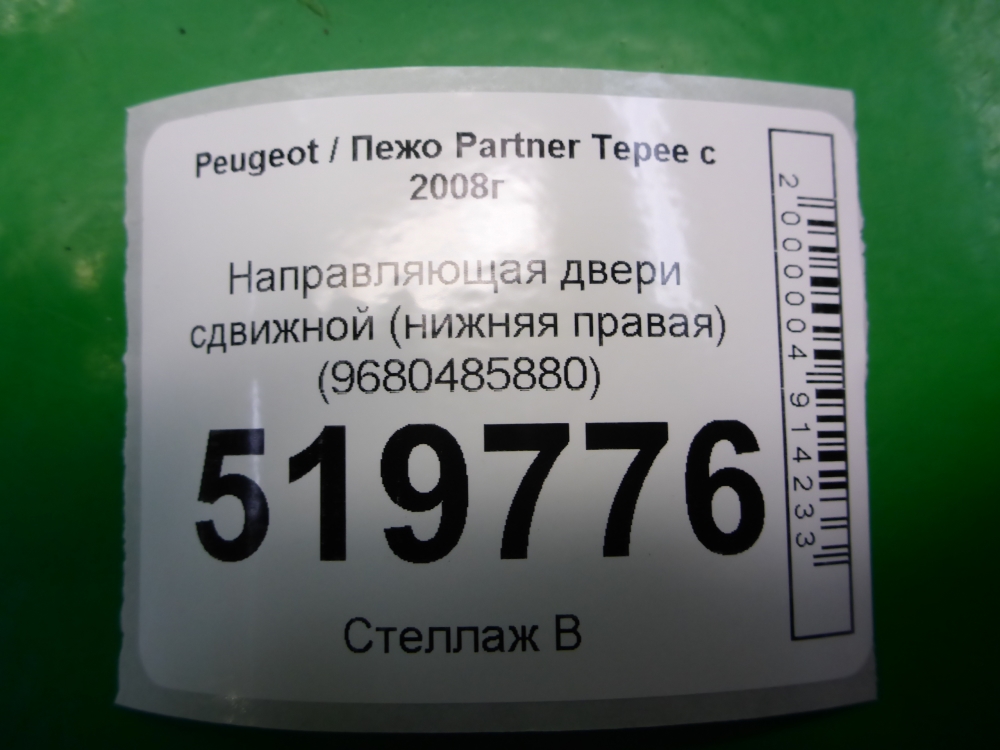 Peugeot / Пежо Partner Tepee с
2008г
Направляющая двери
сдвижной (нижняя правая)
(9680485880)
519776
Стеллаж В
2000004914233